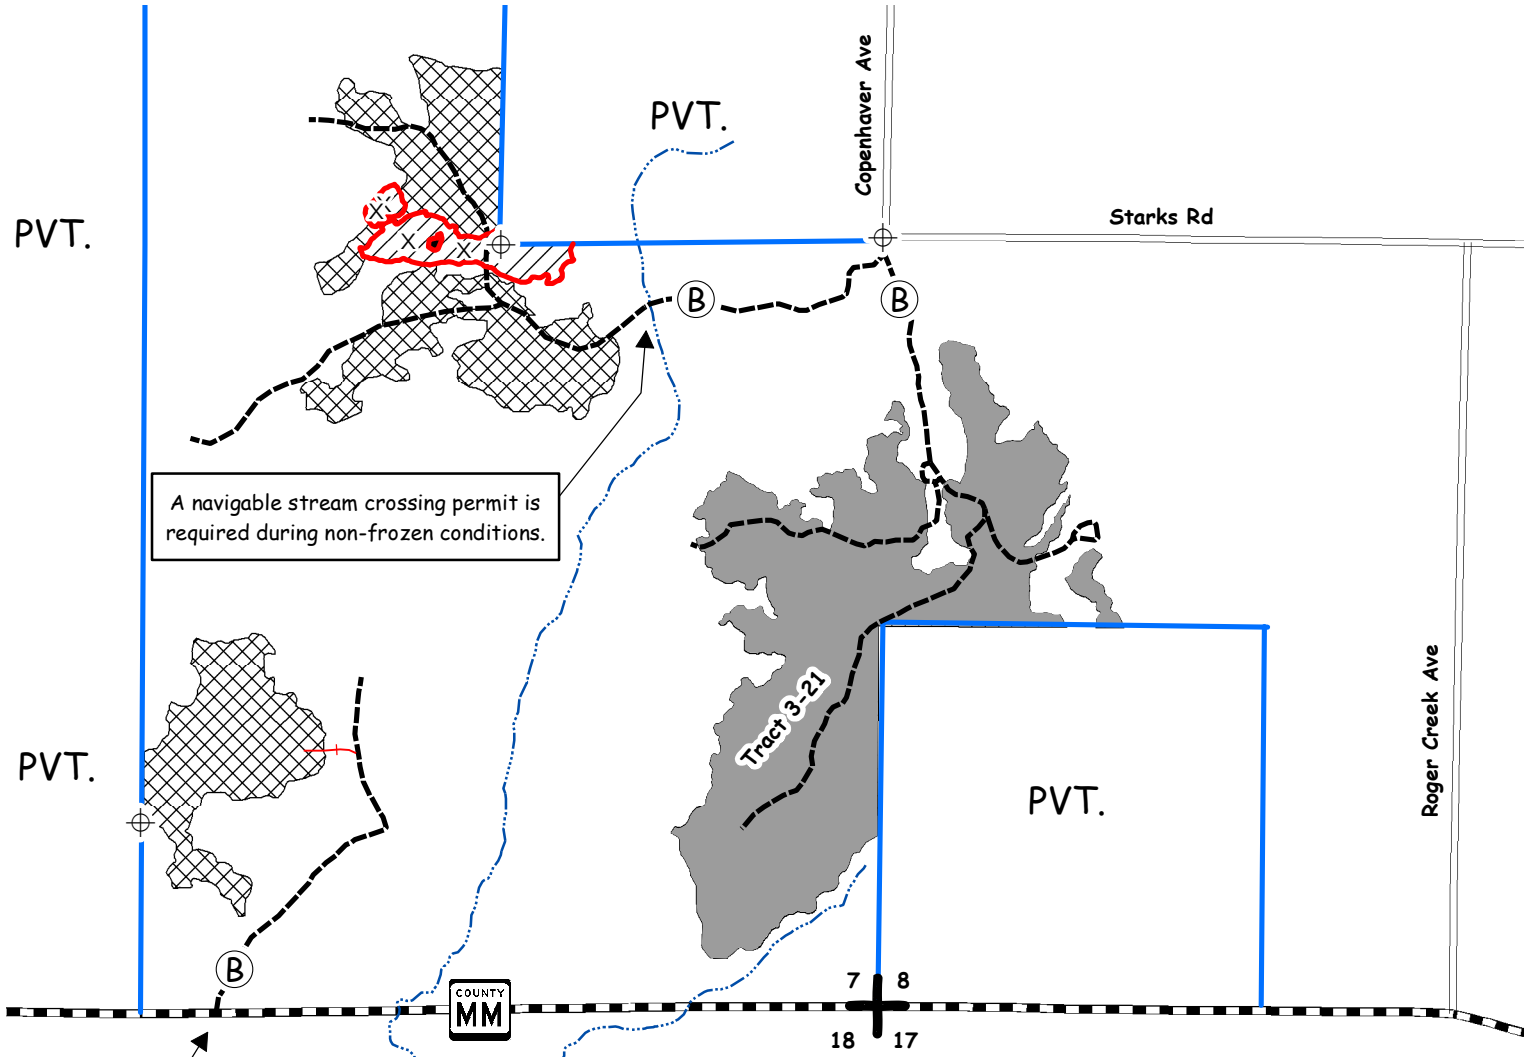 PVT.
Copenhaver Ave
Starks Rd
PVT.
X
X
X
B
B
A navigable stream crossing permit is
required during non-frozen conditions.
Tract 3-21
Roger Creek Ave
PVT.
PVT.
B
7 8
COUNTY
MM
18 17